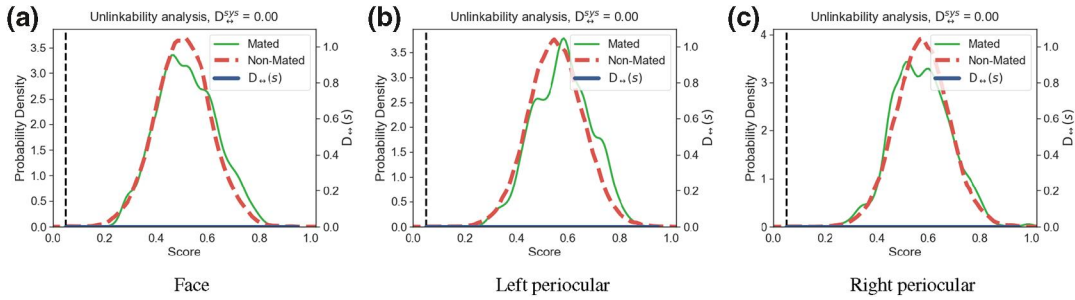 (a)
Unlinkability analysis, D↔^sys = 0.00
Probability Density
3.5
3.0
2.5
2.0
1.5
1.0
0.5
0.0
Mated
Non-Mated
D↔(s)
1.0
0.8
0.6
0.4
0.2
0.0
D↔(s)
0.0 0.2 0.4 0.6 0.8 1.0
Score
Face
(b)
Unlinkability analysis, D↔^sys = 0.00
Probability Density
3.5
3.0
2.5
2.0
1.5
1.0
0.5
0.0
Mated
Non-Mated
D↔(s)
1.0
0.8
0.6
0.4
0.2
0.0
D↔(s)
0.0 0.2 0.4 0.6 0.8 1.0
Score
Left periocular
(c)
Unlinkability analysis, D↔^sys = 0.00
Probability Density
4
3
2
1
0
Mated
Non-Mated
D↔(s)
1.0
0.8
0.6
0.4
0.2
0.0
D↔(s)
0.0 0.2 0.4 0.6 0.8 1.0
Score
Right periocular